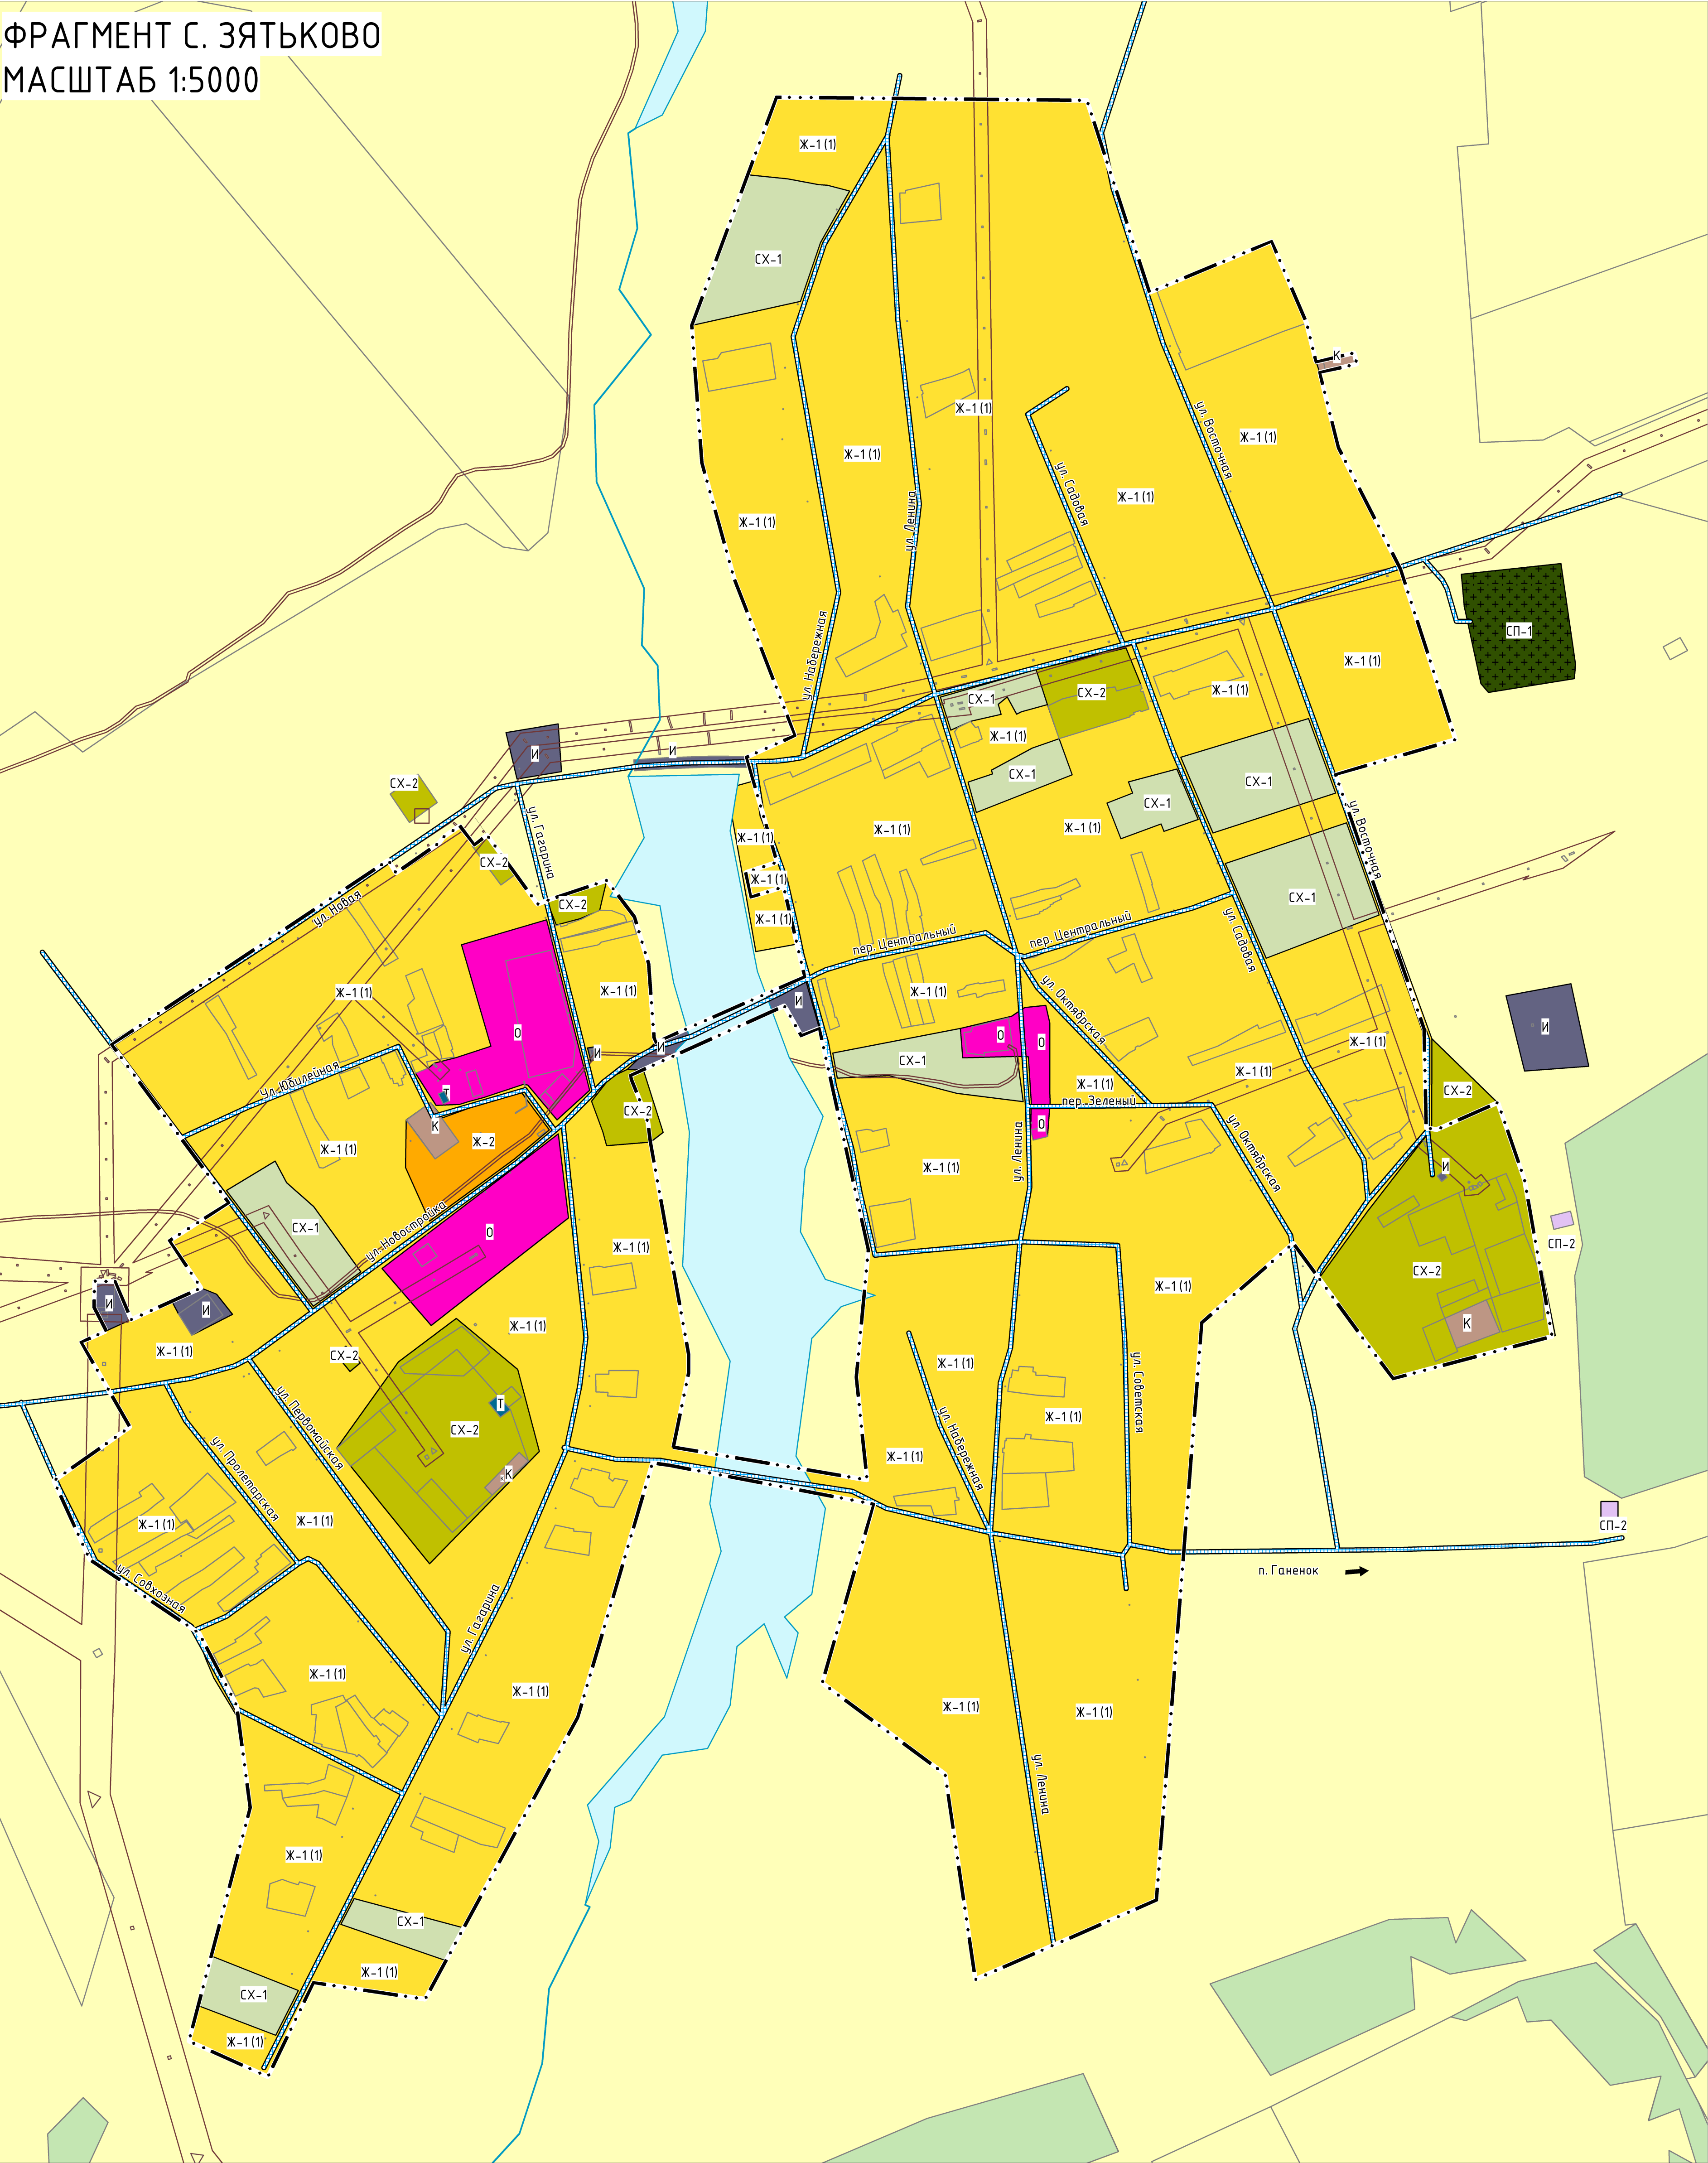 ФРАГМЕНТ С. ЗЯТЬКОВО
МАСШТАБ 1:5000
Ж-1 (1)
СХ-1
К
Ж-1 (1)
ул. Восточная
Ж-1 (1)
Ж-1 (1)
ул. Садовая
Ж-1 (1)
ул. Ленина
Ж-1 (1)
СП-1
ул. Набережная
Ж-1 (1)
Ж-1 (1)
СХ-2
СХ-1
Ж-1 (1)
И
И
СХ-1
СХ-1
СХ-2
СХ-1
ул. Гагарина
ул. Восточная
Ж-1 (1)
Ж-1 (1)
Ж-1 (1)
СХ-2
Ж-1 (1)
СХ-1
СХ-2
ул. Новая
Ж-1 (1)
пер. Центральный
пер. Центральный
ул. Садовая
Ж-1 (1)
Ж-1 (1)
Ж-1 (1)
И
ул. Октябрьская
И
О
О
О
Ж-1 (1)
И
И
СХ-1
Ж-1 (1)
Ул. Юбилейная
Ж-1 (1)
СХ-2
Т
пер. Зеленый
СХ-2
К
О
Ж-2
Ж-1 (1)
ул. Ленина
ул. Октябрьская
Ж-1 (1)
И
СХ-1
ул. Новостройка
О
Ж-1 (1)
СП-2
СХ-2
Ж-1 (1)
И
И
Ж-1 (1)
К
Ж-1 (1)
СХ-2
Ж-1 (1)
ул. Советская
ул. Первомайская
Т
СХ-2
Ж-1 (1)
ул. Набережная
Ж-1 (1)
К
ул. Пролетарская
Ж-1 (1)
Ж-1 (1)
СП-2
п. Ганенок
ул. Совхозная
ул. Гагарина
Ж-1 (1)
Ж-1 (1)
Ж-1 (1)
Ж-1 (1)
ул. Ленина
Ж-1 (1)
СХ-1
Ж-1 (1)
СХ-1
Ж-1 (1)